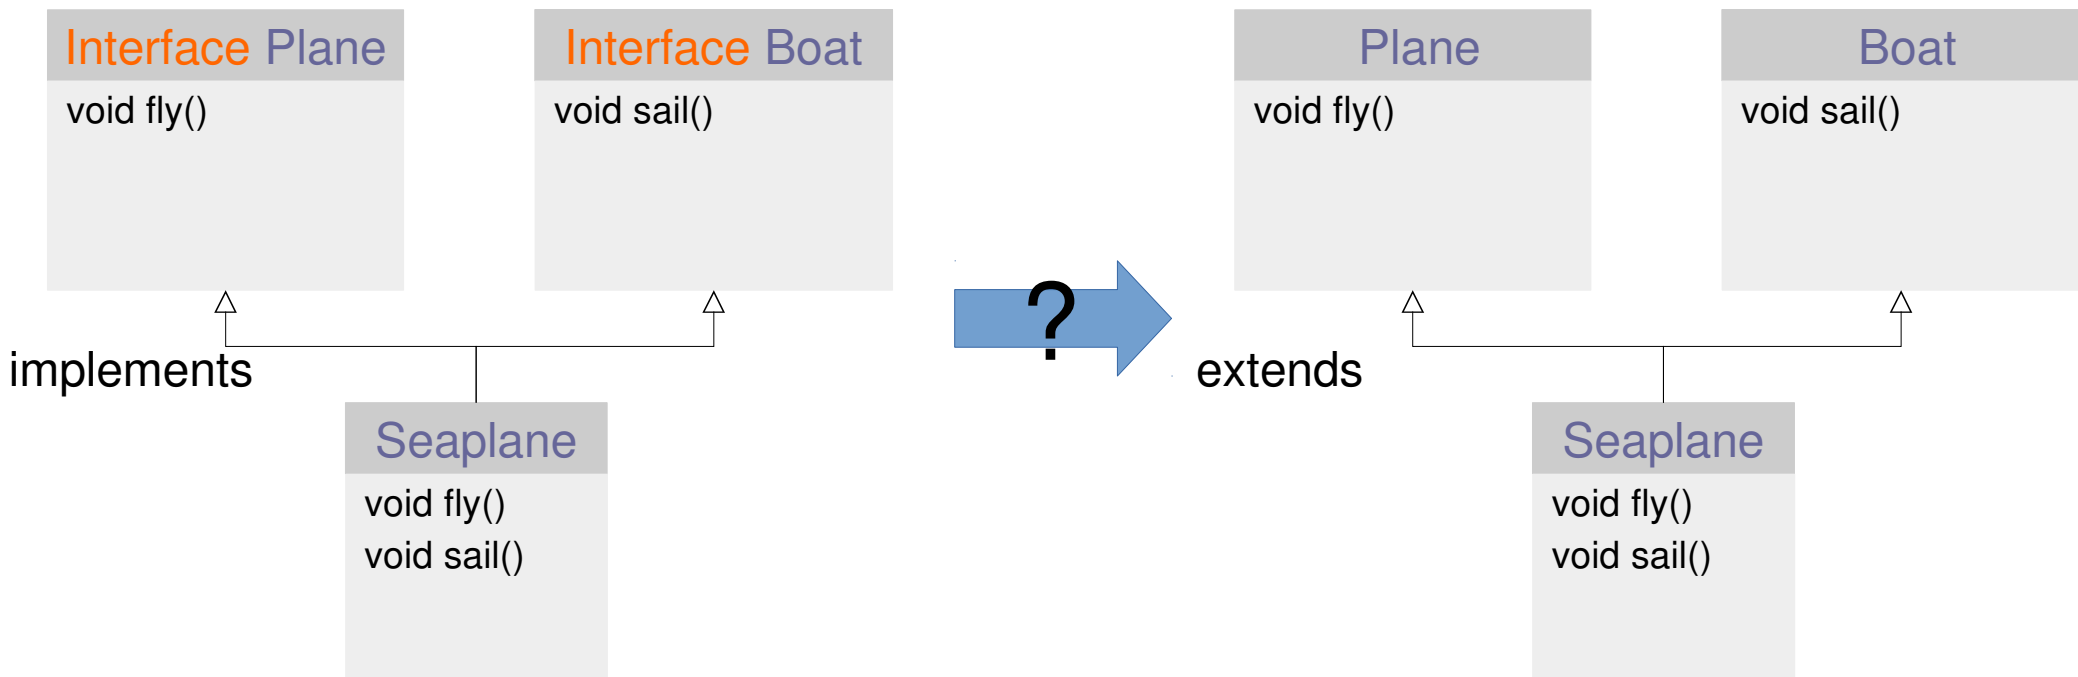 Interface Plane
void fly()
Interface Boat
void sail()
implements
Seaplane
void fly()
void sail()
?
Plane
void fly()
Boat
void sail()
extends
Seaplane
void fly()
void sail()